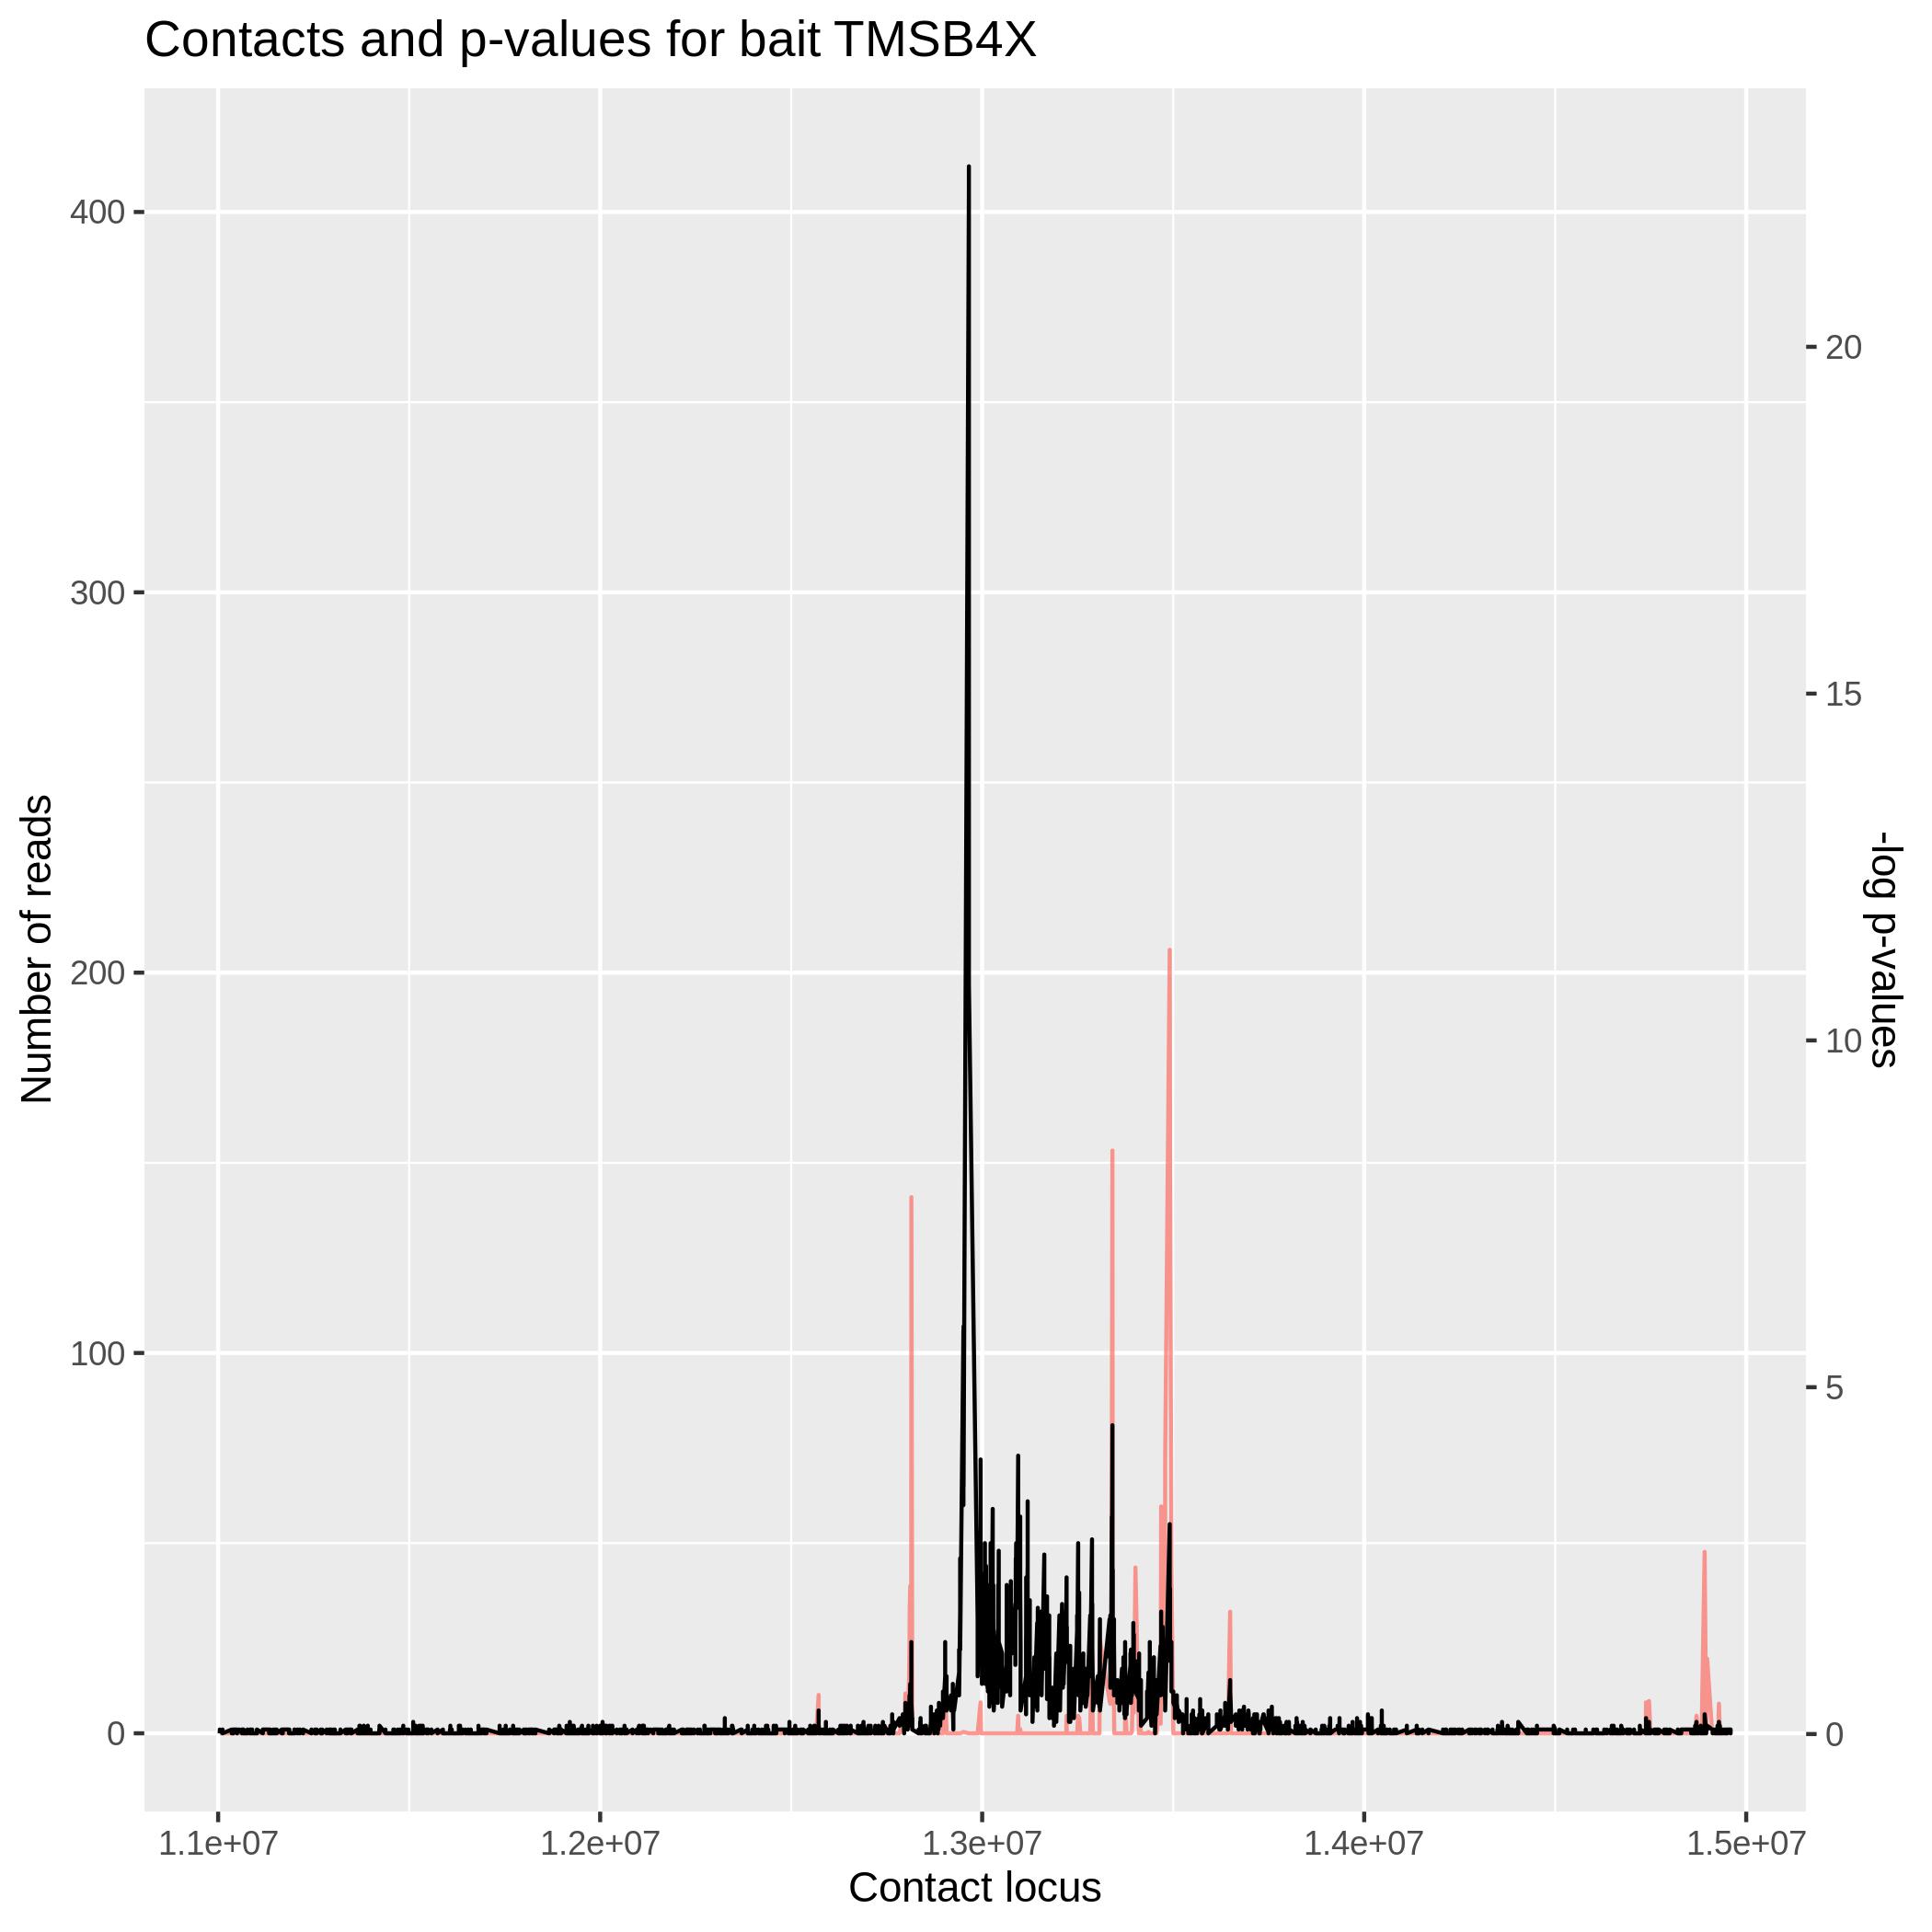 Contacts and p-values for bait TMSB4X
Number of reads
400
300
200
100
0
20
15
10
5
0
-log p-values
1.1e+07
1.2e+07
1.3e+07
1.4e+07
1.5e+07
Contact locus